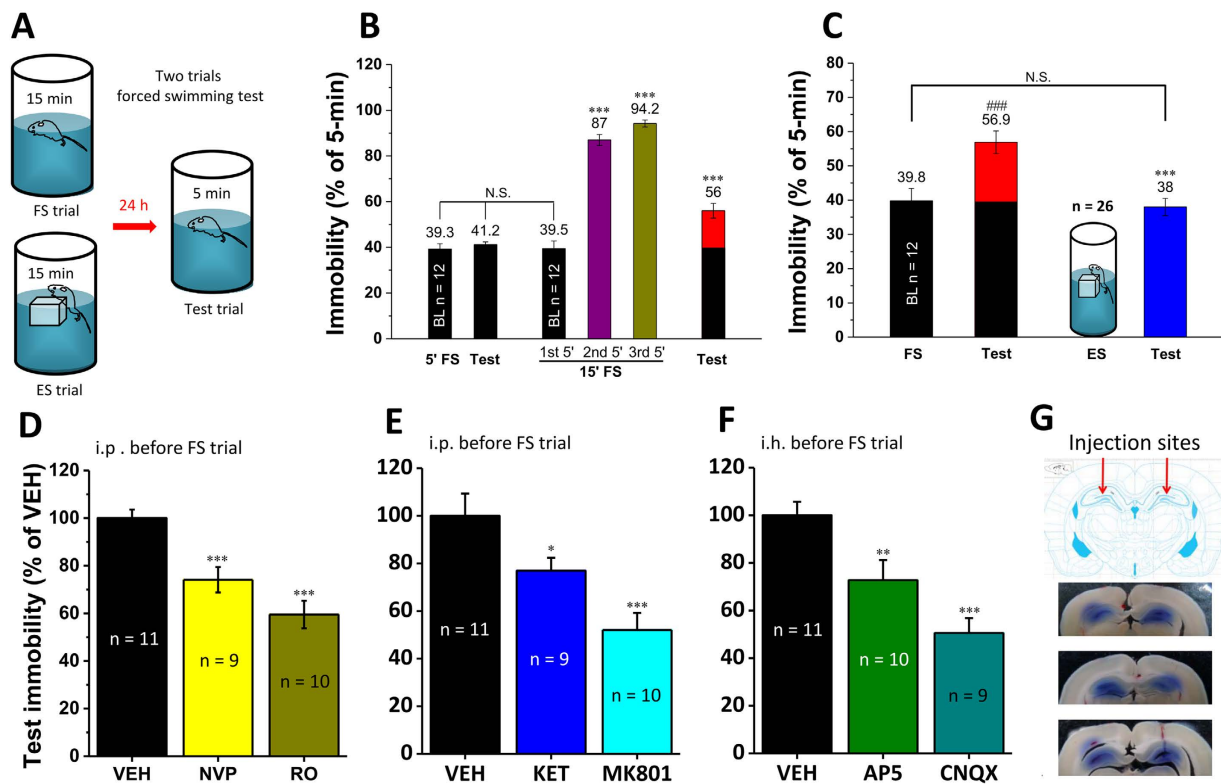 A
Two trials
forced swimming test
15 min
FS trial
24 h
5 min
Test trial
15 min
ES trial
B
Immobility (% of 5-min)
120
100
80
60
40
20
0
N.S.
39.3
41.2
39.5
***
87
***
94.2
***
56
BL n = 12
BL n = 12
5' FS
Test
1st 5'
2nd 5'
3rd 5'
15' FS
Test
C
Immobility (% of 5-min)
80
70
60
50
40
30
20
10
0
N.S.
39.8
###
56.9
n = 26
***
38
BL n = 12
FS
Test
ES
Test
D
i.p . before FS trial
Test immobility (% of VEH)
120
100
80
60
40
20
0
***
***
n = 11
n = 9
n = 10
VEH
NVP
RO
E
i.p. before FS trial
120
100
80
60
40
20
0
*
***
n = 11
n = 9
n = 10
VEH
KET
MK801
F
i.h. before FS trial
120
100
80
60
40
20
0
**
***
n = 11
n = 10
n = 9
VEH
AP5
CNQX
G
Injection sites